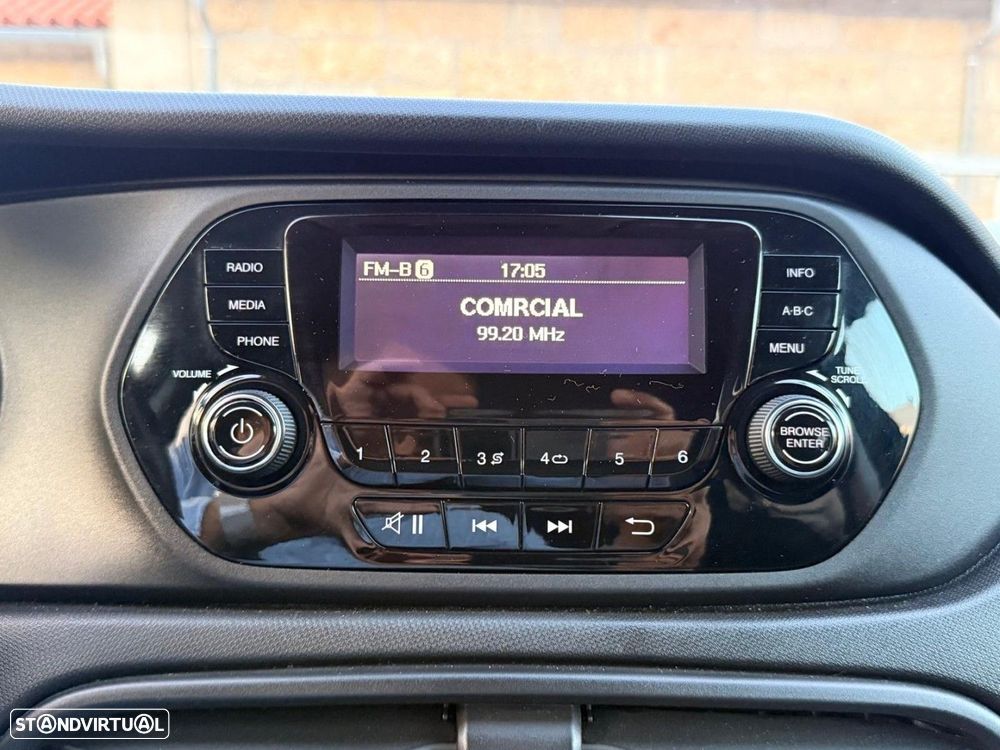 RADIO
MEDIA
PHONE
VOLUME
FM-B 6 17:05
COMRCIAL
99.20 MHz
INFO
A·B·C
MENU
TUNE
SCROLL
BROWSE
ENTER
1 2 3 4 5 6
STANDVIRTUAL